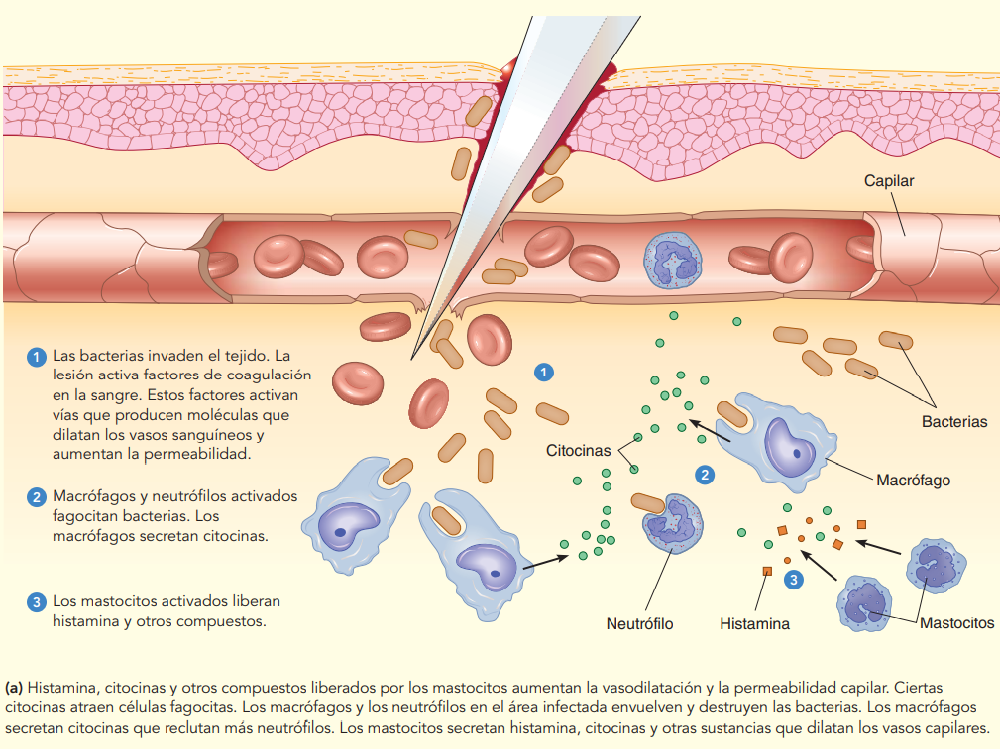 Capilar
1 Las bacterias invaden el tejido. La
lesión activa factores de coagulación
en la sangre. Estos factores activan
vías que producen moléculas que
dilatan los vasos sanguíneos y
aumentan la permeabilidad.
1
Bacterias
Citocinas
2
Macrófago
2 Macrófagos y neutrófilos activados
fagocitan bacterias. Los
macrófagos secretan citocinas.
3
3 Los mastocitos activados liberan
histamina y otros compuestos.
Neutrófilo
Histamina
Mastocitos
(a) Histamina, citocinas y otros compuestos liberados por los mastocitos aumentan la vasodilatación y la permeabilidad capilar. Ciertas
citocinas atraen células fagocitas. Los macrófagos y los neutrófilos en el área infectada envuelven y destruyen las bacterias. Los macrófagos
secretan citocinas que reclutan más neutrófilos. Los mastocitos secretan histamina, citocinas y otras sustancias que dilatan los vasos capilares.